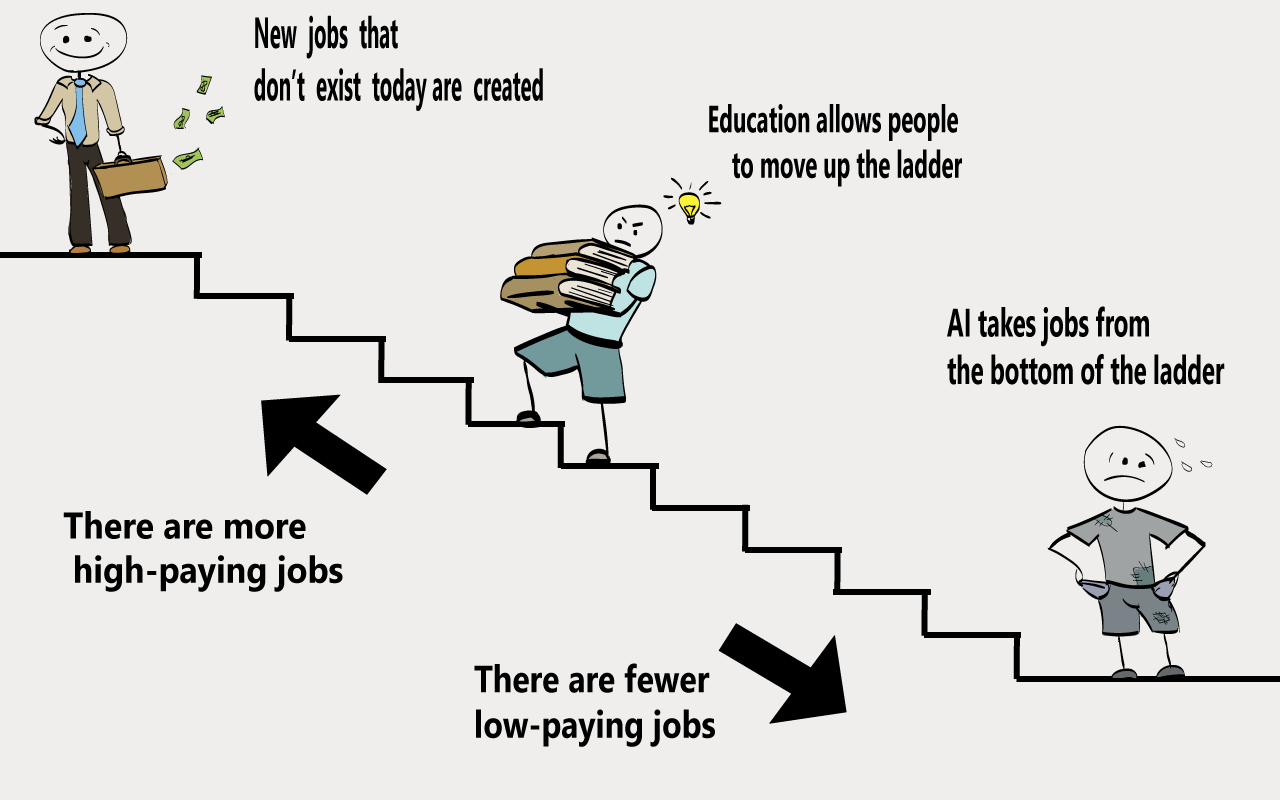 New jobs that
don't exist today are created
Education allows people
to move up the ladder
AI takes jobs from
the bottom of the ladder
There are more
high-paying jobs
There are fewer
low-paying jobs